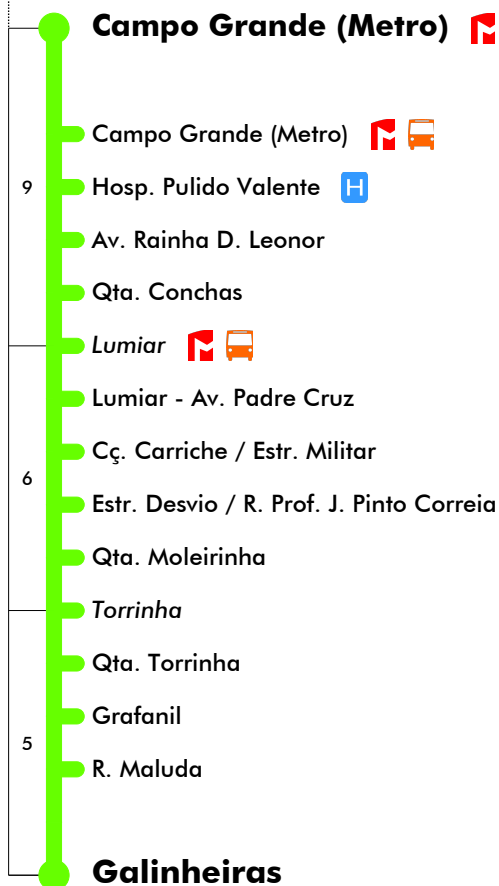 Campo Grande (Metro)
Campo Grande (Metro)
9
Hosp. Pulido Valente H
Av. Rainha D. Leonor
Qta. Conchas
Lumiar
Lumiar - Av. Padre Cruz
Cç. Carriche / Estr. Militar
6
Estr. Desvio / R. Prof. J. Pinto Correia
Qta. Moleirinha
Torrinha
Qta. Torrinha
Grafanil
5
R. Maluda
Galinheiras